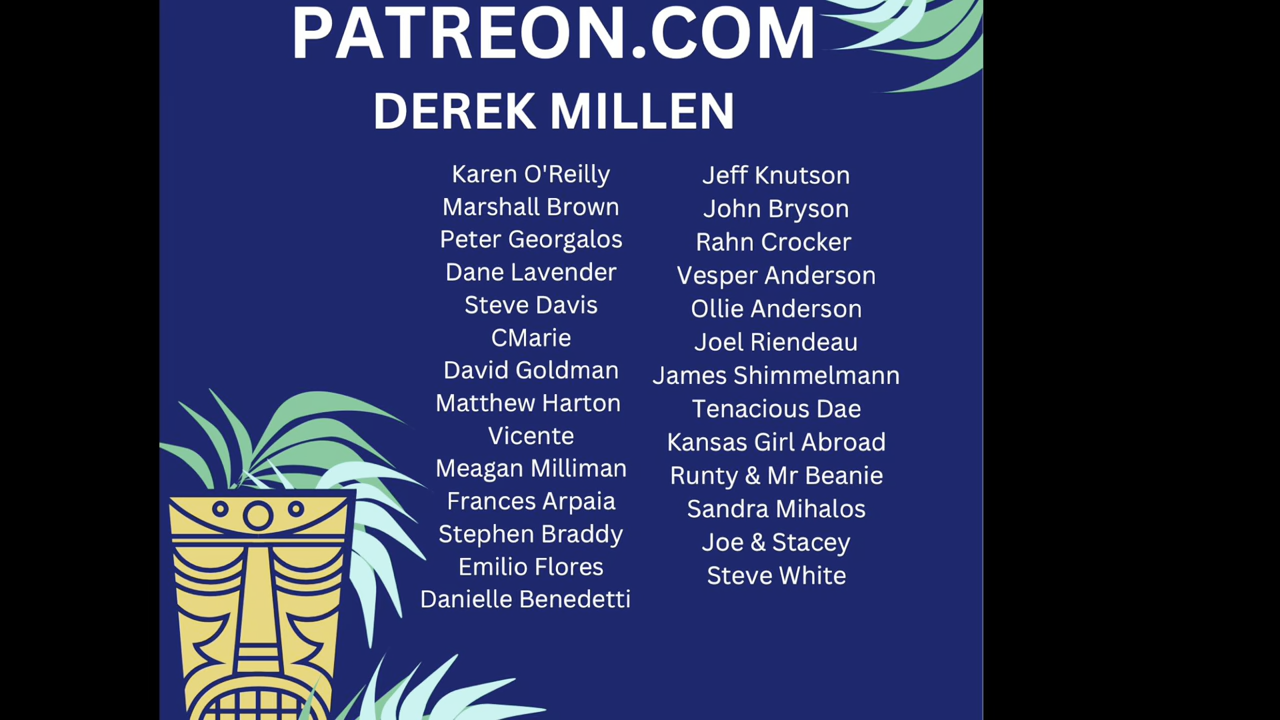 PATREON.COM
DEREK MILLEN
Karen O'Reilly
Marshall Brown
Peter Georgalos
Dane Lavender
Steve Davis
CMarie
David Goldman
Matthew Harton
Vicente
Meagan Milliman
Frances Arpaia
Stephen Braddy
Emilio Flores
Danielle Benedetti
Jeff Knutson
John Bryson
Rahn Crocker
Vesper Anderson
Ollie Anderson
Joel Riendeau
James Shimmelmann
Tenacious Dae
Kansas Girl Abroad
Runty & Mr Beanie
Sandra Mihalos
Joe & Stacey
Steve White